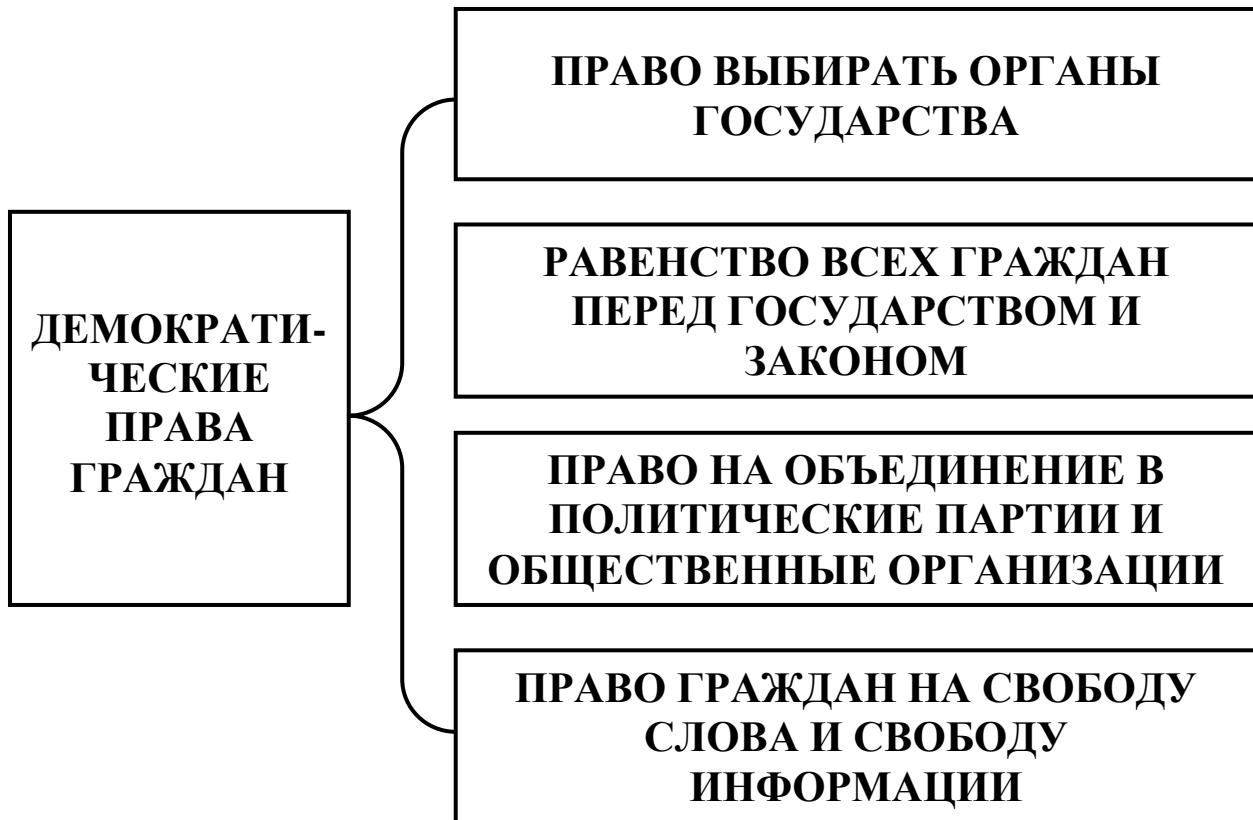 ДЕМОКРАТИ-
ЧЕСКИЕ
ПРАВА
ГРАЖДАН
ПРАВО ВЫБИРАТЬ ОРГАНЫ
ГОСУДАРСТВА
РАВЕНСТВО ВСЕХ ГРАЖДАН
ПЕРЕД ГОСУДАРСТВОМ И
ЗАКОНОМ
ПРАВО НА ОБЪЕДИНЕНИЕ В
ПОЛИТИЧЕСКИЕ ПАРТИИ И
ОБЩЕСТВЕННЫЕ ОРГАНИЗАЦИИ
ПРАВО ГРАЖДАН НА СВОБОДУ
СЛОВА И СВОБОДУ
ИНФОРМАЦИИ